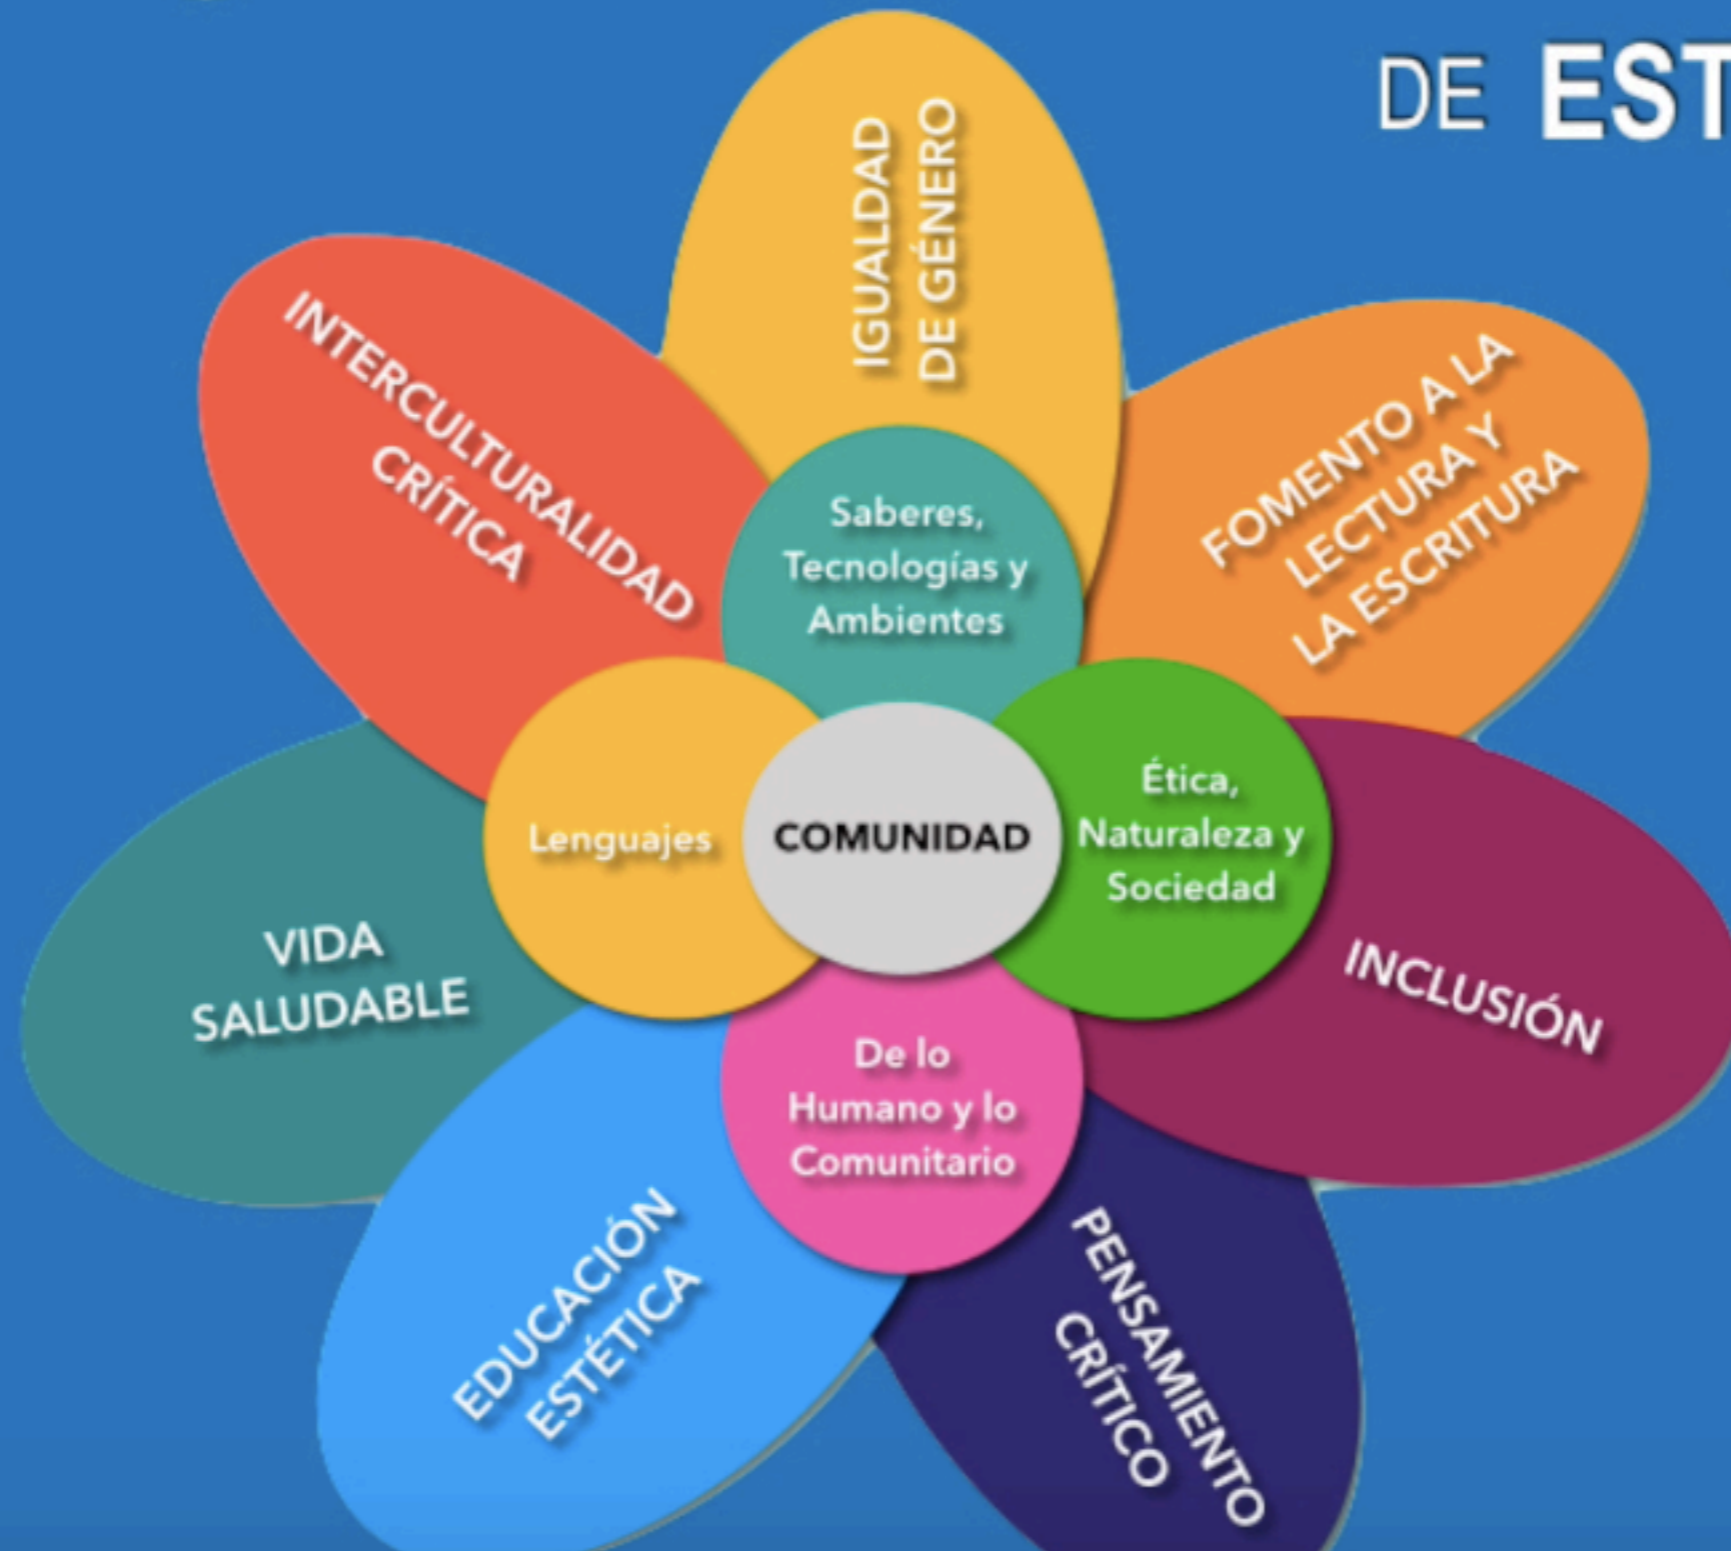 DE EST
IGUALDAD
DE GÉNERO
INTERCULTURALIDAD
CRÍTICA
FOMENTO A LA
LECTURA Y
LA ESCRITURA
Saberes,
Tecnologías y
Ambientes
Lenguajes
COMUNIDAD
Ética,
Naturaleza y
Sociedad
De lo
Humano y lo
Comunitario
VIDA
SALUDABLE
INCLUSIÓN
EDUCACIÓN
ESTÉTICA
PENSAMIENTO
CRÍTICO